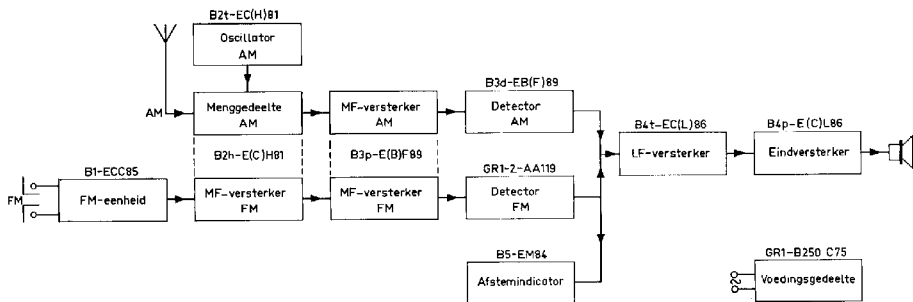 B2t-EC(H)81
Oscillator
AM
AM
Menggedeelte
AM
MF-versterker
AM
B3d-EB(F)89
Detector
AM
B2h-E(C)H81
B3p-E(B)F89
B4t-EC(L)86
LF-versterker
B4p-E(C)L86
Eindversterker
FM
B1-ECC85
FM-eenheid
MF-versterker
FM
MF-versterker
FM
GR1-2-AA119
Detector
FM
B5-EM84
Afstemindicator
GR1-B250 C75
Voedingsgedeelte